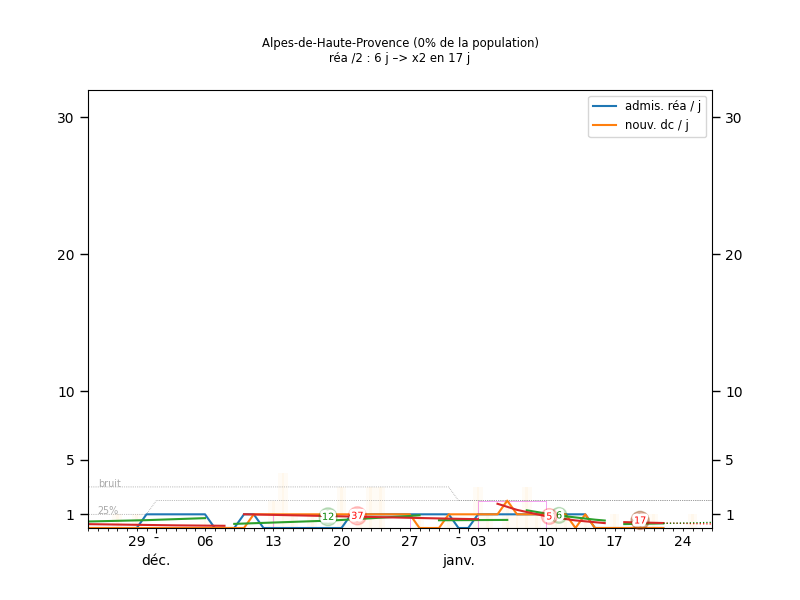 Alpes-de-Haute-Provence (0% de la population)
réa /2 : 6 j –> x2 en 17 j
admis. réa / j
nouv. dc / j
30 30
20 20
10 10
5 5
bruit
25%
1 1
12 37 5 6 17
29 - 06 13 20 27 - 03 10 17 24
déc. janv.